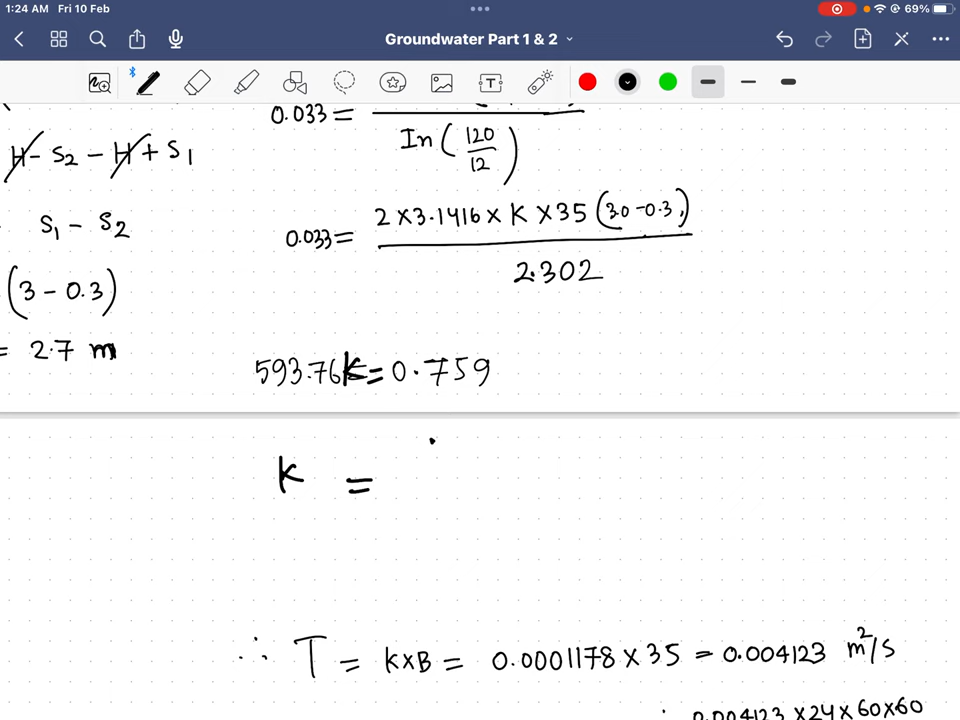 1:24 AM Fri 10 Feb
69%
Groundwater Part 1 & 2
H - S2 - H + S1
S1 - S2
(3 - 0.3)
= 2.7 m
0.033 =
In (120/12)
0.033 = 2 × 3.1416 × K × 35 (3.0 - 0.3) / 2.302
593.76K = 0.759
K =
∴ T = K×B = 0.0001178 × 35 = 0.004123 m²/s
0.004123 × 24 × 60 × 60